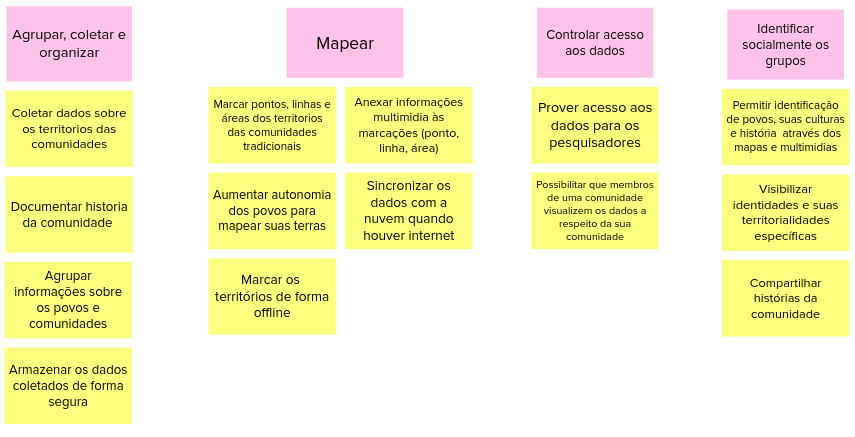 Agrupar, coletar e
organizar
Coletar dados sobre
os territorios das
comunidades
Documentar historia
da comunidade
Agrupar
informações sobre
os povos e
comunidades
Armazenar os dados
coletados de forma
segura
Mapear
Marcar pontos, linhas e
áreas dos territorios
das comunidades
tradicionais
Anexar informações
multimidia às
marcações (ponto,
linha, área)
Aumentar autonomia
dos povos para
mapear suas terras
Sincronizar os
dados com a
nuvem quando
houver internet
Marcar os
territórios de forma
offline
Controlar acesso
aos dados
Prover acesso aos
dados para os
pesquisadores
Possibilitar que membros
de uma comunidade
visualizem os dados a
respeito da sua
comunidade
Identificar
socialmente os
grupos
Permitir identificação
de povos, suas culturas
e história através dos
mapas e multimidias
Visibilizar
identidades e suas
territorialidades
específicas
Compartilhar
histórias da
comunidade